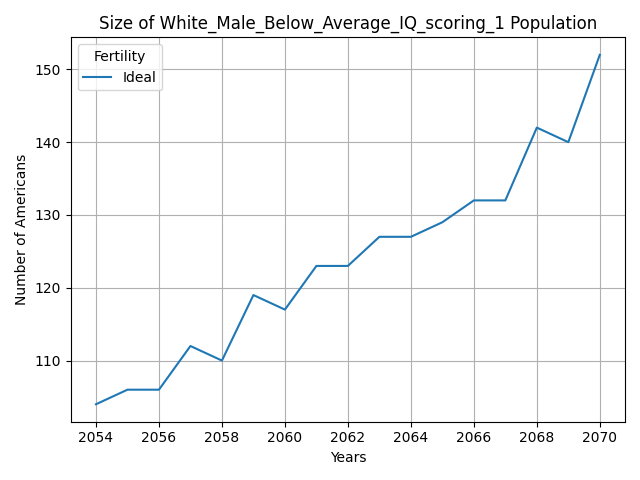 Size of White_Male_Below_Average_IQ_scoring_1 Population
Fertility
Ideal
Number of Americans
150
140
130
120
110
2054 2056 2058 2060 2062 2064 2066 2068 2070
Years